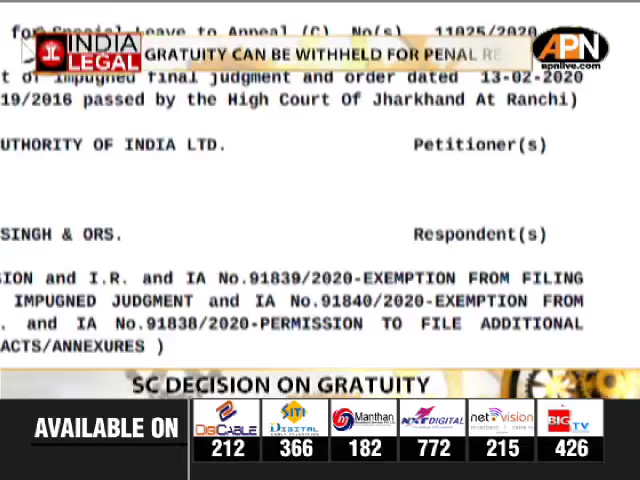 for Special Leave to Appeal (C) No(s). 11025/2020
INDIA
LEGAL
GRATUITY CAN BE WITHHELD FOR PENAL RE
APN
apnlive.com
t of impugned final judgment and order dated 13-02-2020
19/2016 passed by the High Court Of Jharkhand At Ranchi)
UTHORITY OF INDIA LTD. Petitioner(s)
SINGH & ORS. Respondent(s)
ION and I.R. and IA No.91839/2020-EXEMPTION FROM FILING
IMPUGNED JUDGMENT and IA No.91840/2020-EXEMPTION FROM
. and IA No.91838/2020-PERMISSION TO FILE ADDITIONAL
ACTS/ANNEXURES )
SC DECISION ON GRATUITY
AVAILABLE ON
DIGICABLE SITI DIGITAL Manthan NXT DIGITAL net vision BIG TV
212 366 182 772 215 426